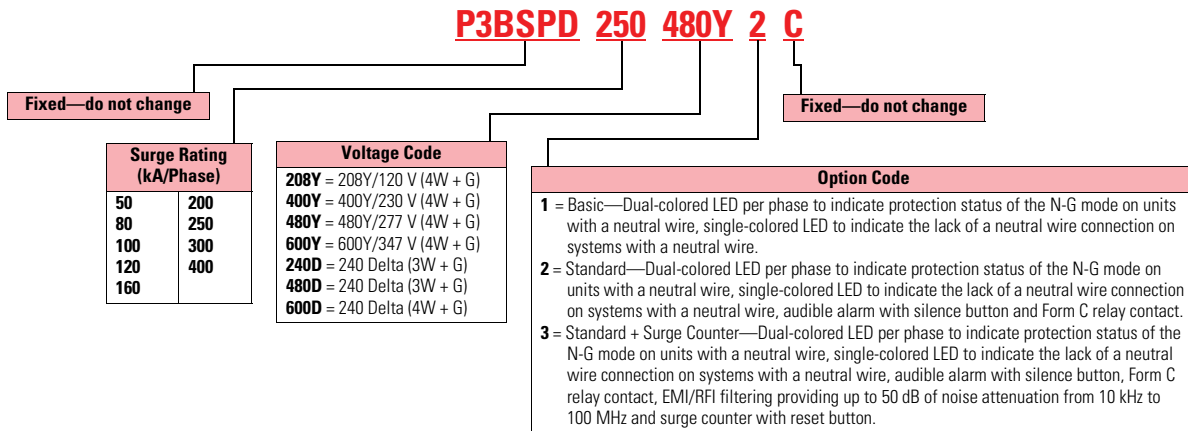 P3BSPD 250 480Y 2 C
Fixed—do not change
Fixed—do not change
Surge Rating
(kA/Phase)
50 200
80 250
100 300
120 400
160
Voltage Code
208Y = 208Y/120 V (4W + G)
400Y = 400Y/230 V (4W + G)
480Y = 480Y/277 V (4W + G)
600Y = 600Y/347 V (4W + G)
240D = 240 Delta (3W + G)
480D = 240 Delta (3W + G)
600D = 240 Delta (4W + G)
Option Code
1 = Basic—Dual-colored LED per phase to indicate protection status of the N-G mode on units
with a neutral wire, single-colored LED to indicate the lack of a neutral wire connection on
systems with a neutral wire.
2 = Standard—Dual-colored LED per phase to indicate protection status of the N-G mode on
units with a neutral wire, single-colored LED to indicate the lack of a neutral wire connection
on systems with a neutral wire, audible alarm with silence button and Form C relay contact.
3 = Standard + Surge Counter—Dual-colored LED per phase to indicate protection status of the
N-G mode on units with a neutral wire, single-colored LED to indicate the lack of a neutral
wire connection on systems with a neutral wire, audible alarm with silence button, Form C
relay contact, EMI/RFI filtering providing up to 50 dB of noise attenuation from 10 kHz to
100 MHz and surge counter with reset button.